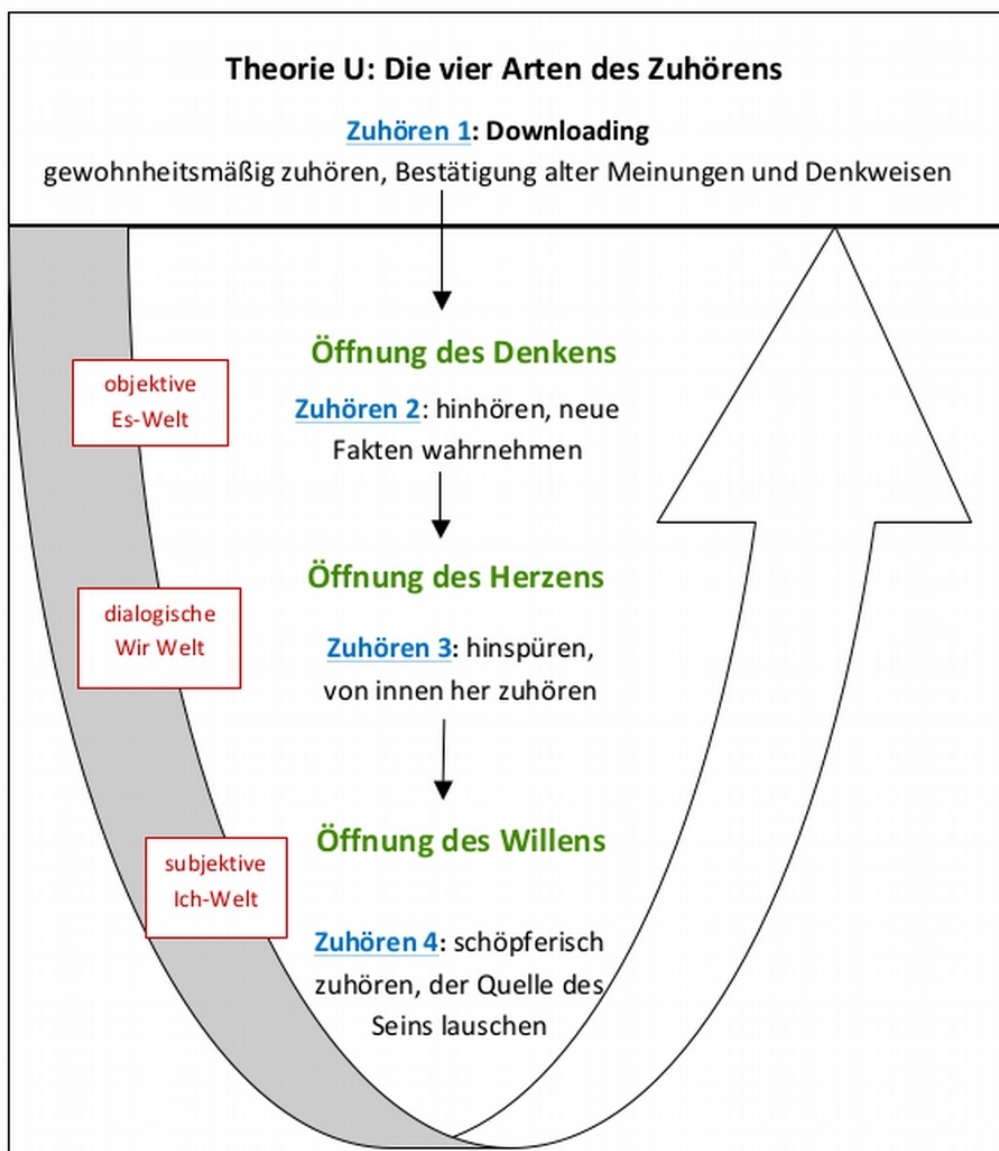 Theorie U: Die vier Arten des Zuhörens
Zuhören 1: Downloading
gewohnheitsmäßig zuhören, Bestätigung alter Meinungen und Denkweisen
Öffnung des Denkens
objektive
Es-Welt
Zuhören 2: hinhören, neue
Fakten wahrnehmen
Öffnung des Herzens
dialogische
Wir Welt
Zuhören 3: hinspüren,
von innen her zuhören
Öffnung des Willens
subjektive
Ich-Welt
Zuhören 4: schöpferisch
zuhören, der Quelle des
Seins lauschen